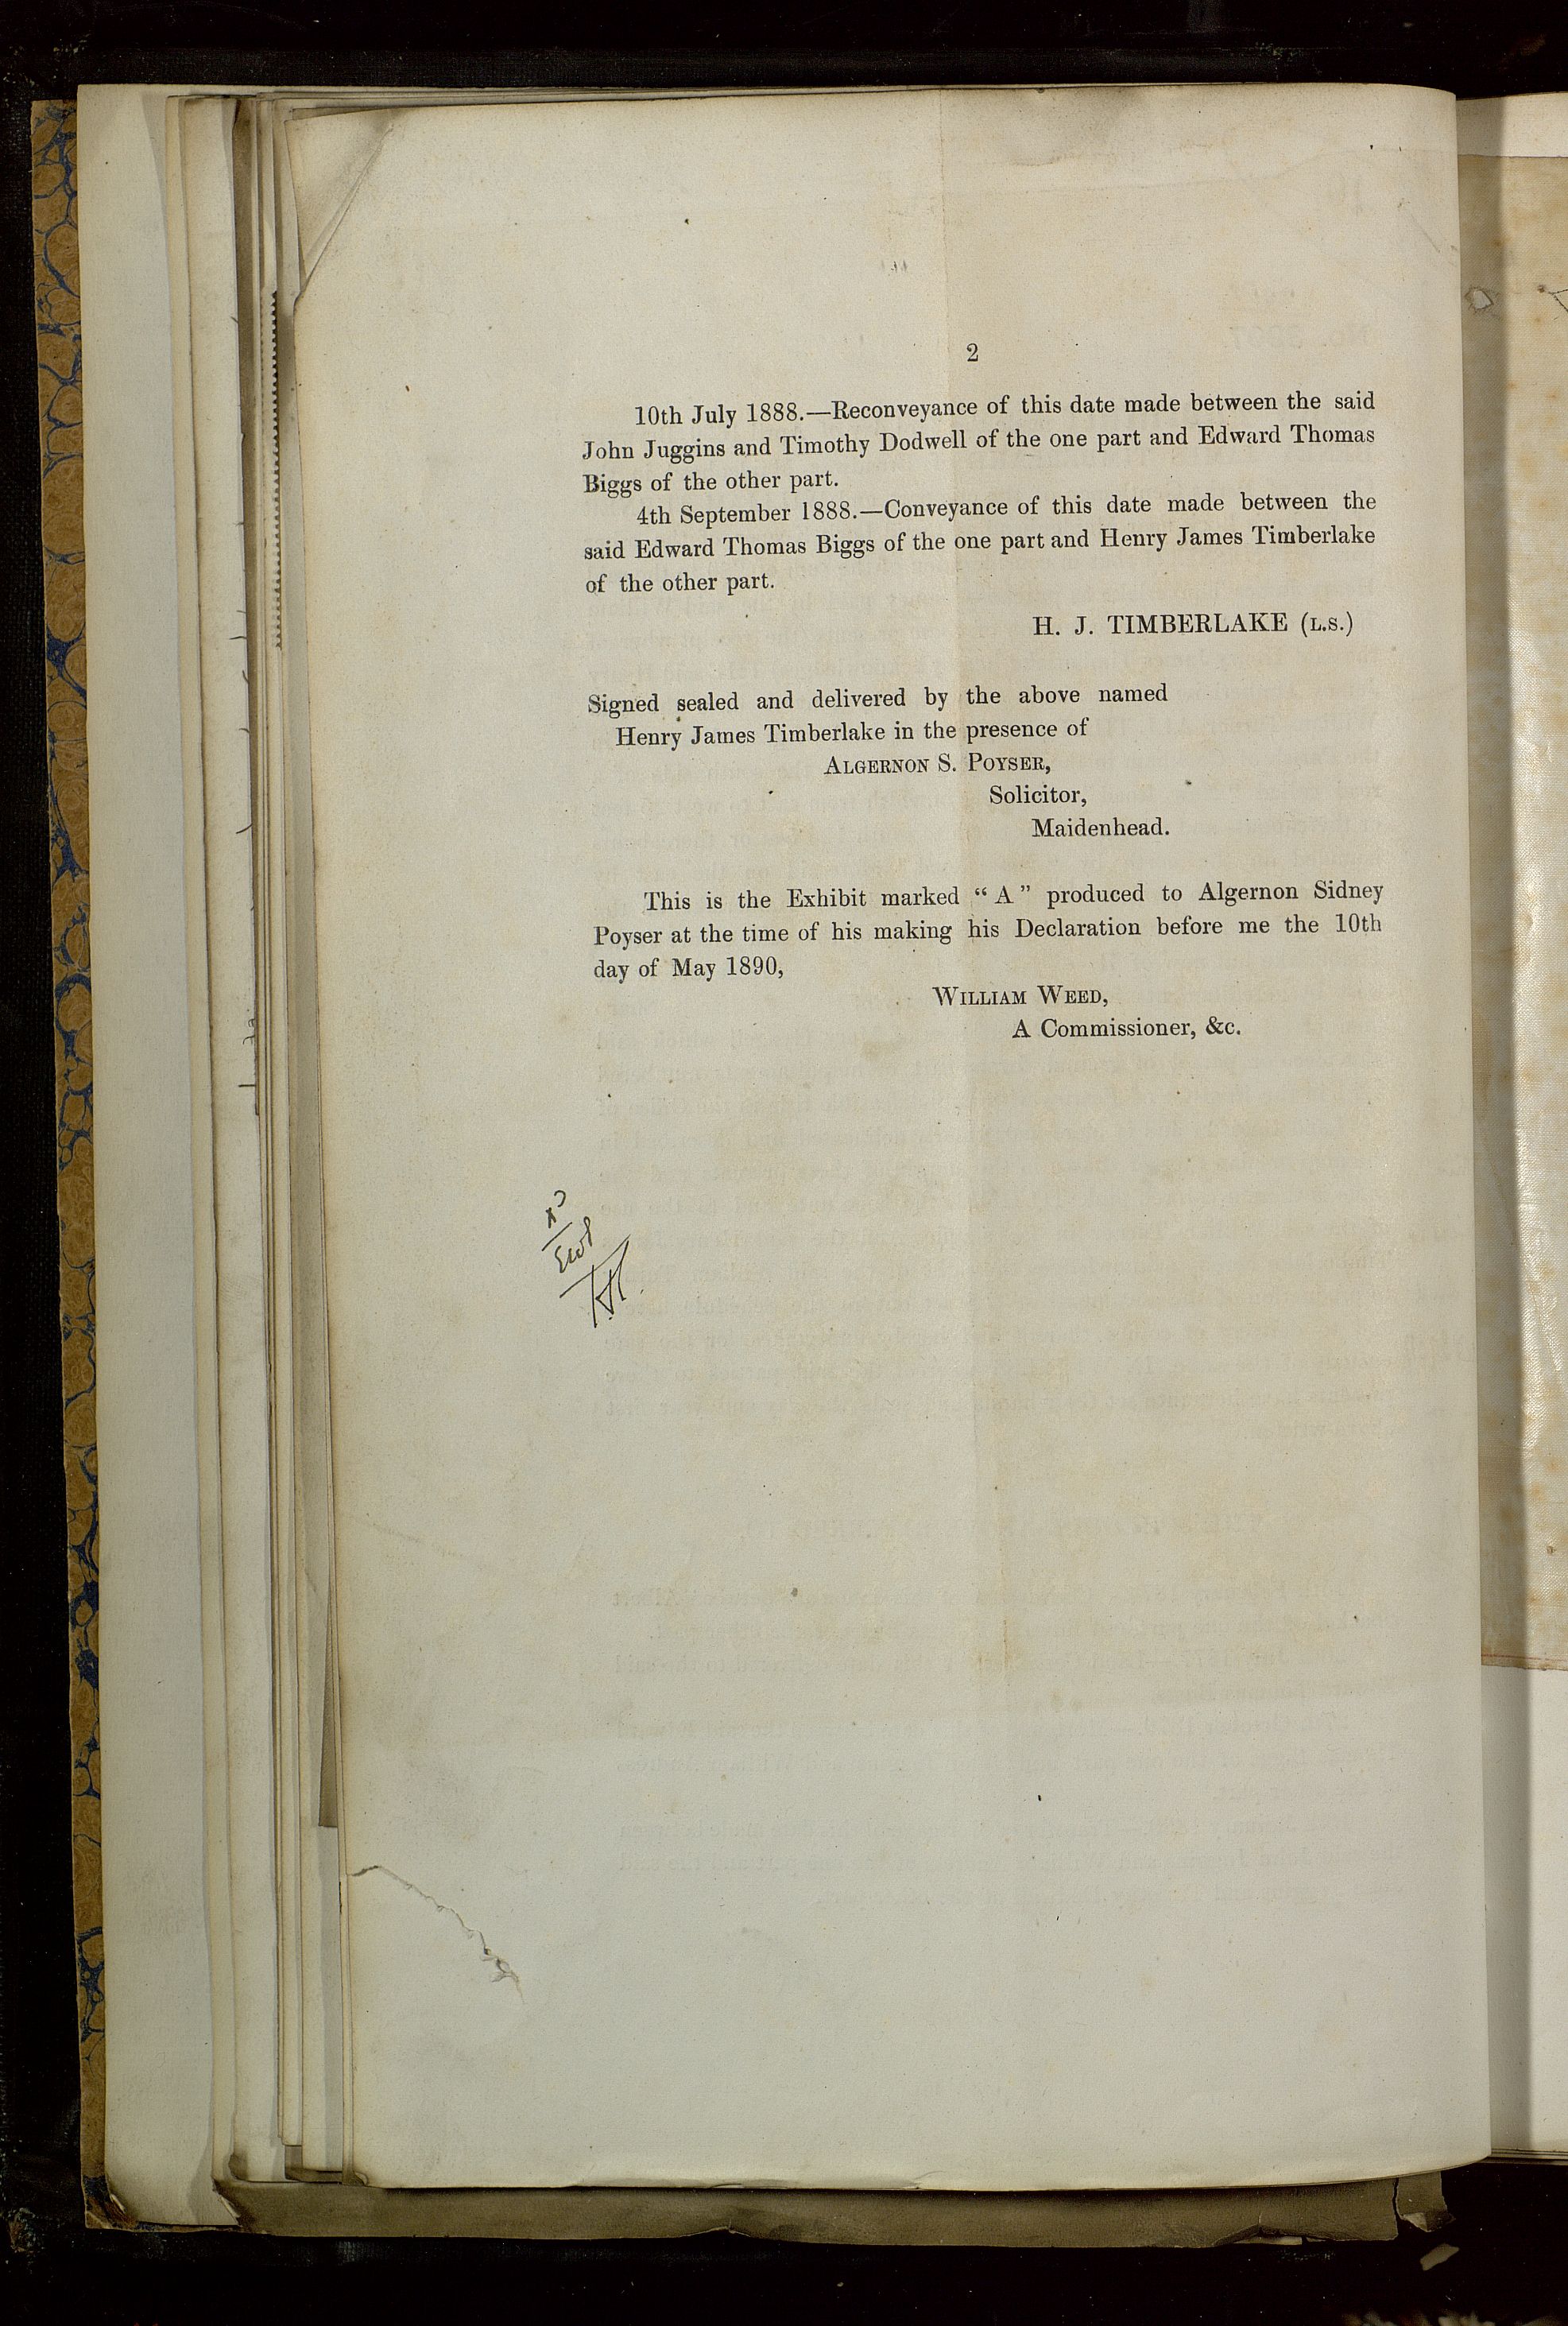 2
10th July 1888.—Reconveyance of this date made between the said
John Juggins and Timothy Dodwell of the one part and Edward Thomas
Biggs of the other part.
4th September 1888.—Conveyance of this date made between the
said Edward Thomas Biggs of the one part and Henry James Timberlake
of the other part.
H. J. TIMBERLAKE (L.S.)
Signed sealed and delivered by the above named
Henry James Timberlake in the presence of
ALGERNON S. POYSER,
Solicitor,
Maidenhead.
This is the Exhibit marked “ A ” produced to Algernon Sidney
Poyser at the time of his making his Declaration before me the 10th
day of May 1890,
WILLIAM WEED,
A Commissioner, &c.